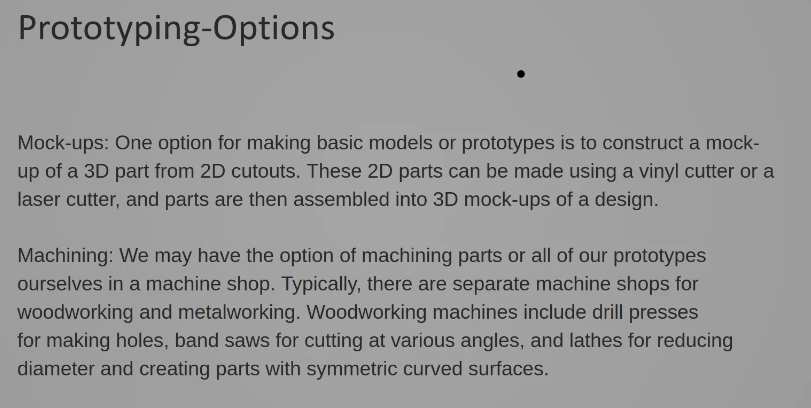 Prototyping-Options
Mock-ups: One option for making basic models or prototypes is to construct a mock-
up of a 3D part from 2D cutouts. These 2D parts can be made using a vinyl cutter or a
laser cutter, and parts are then assembled into 3D mock-ups of a design.
Machining: We may have the option of machining parts or all of our prototypes
ourselves in a machine shop. Typically, there are separate machine shops for
woodworking and metalworking. Woodworking machines include drill presses
for making holes, band saws for cutting at various angles, and lathes for reducing
diameter and creating parts with symmetric curved surfaces.